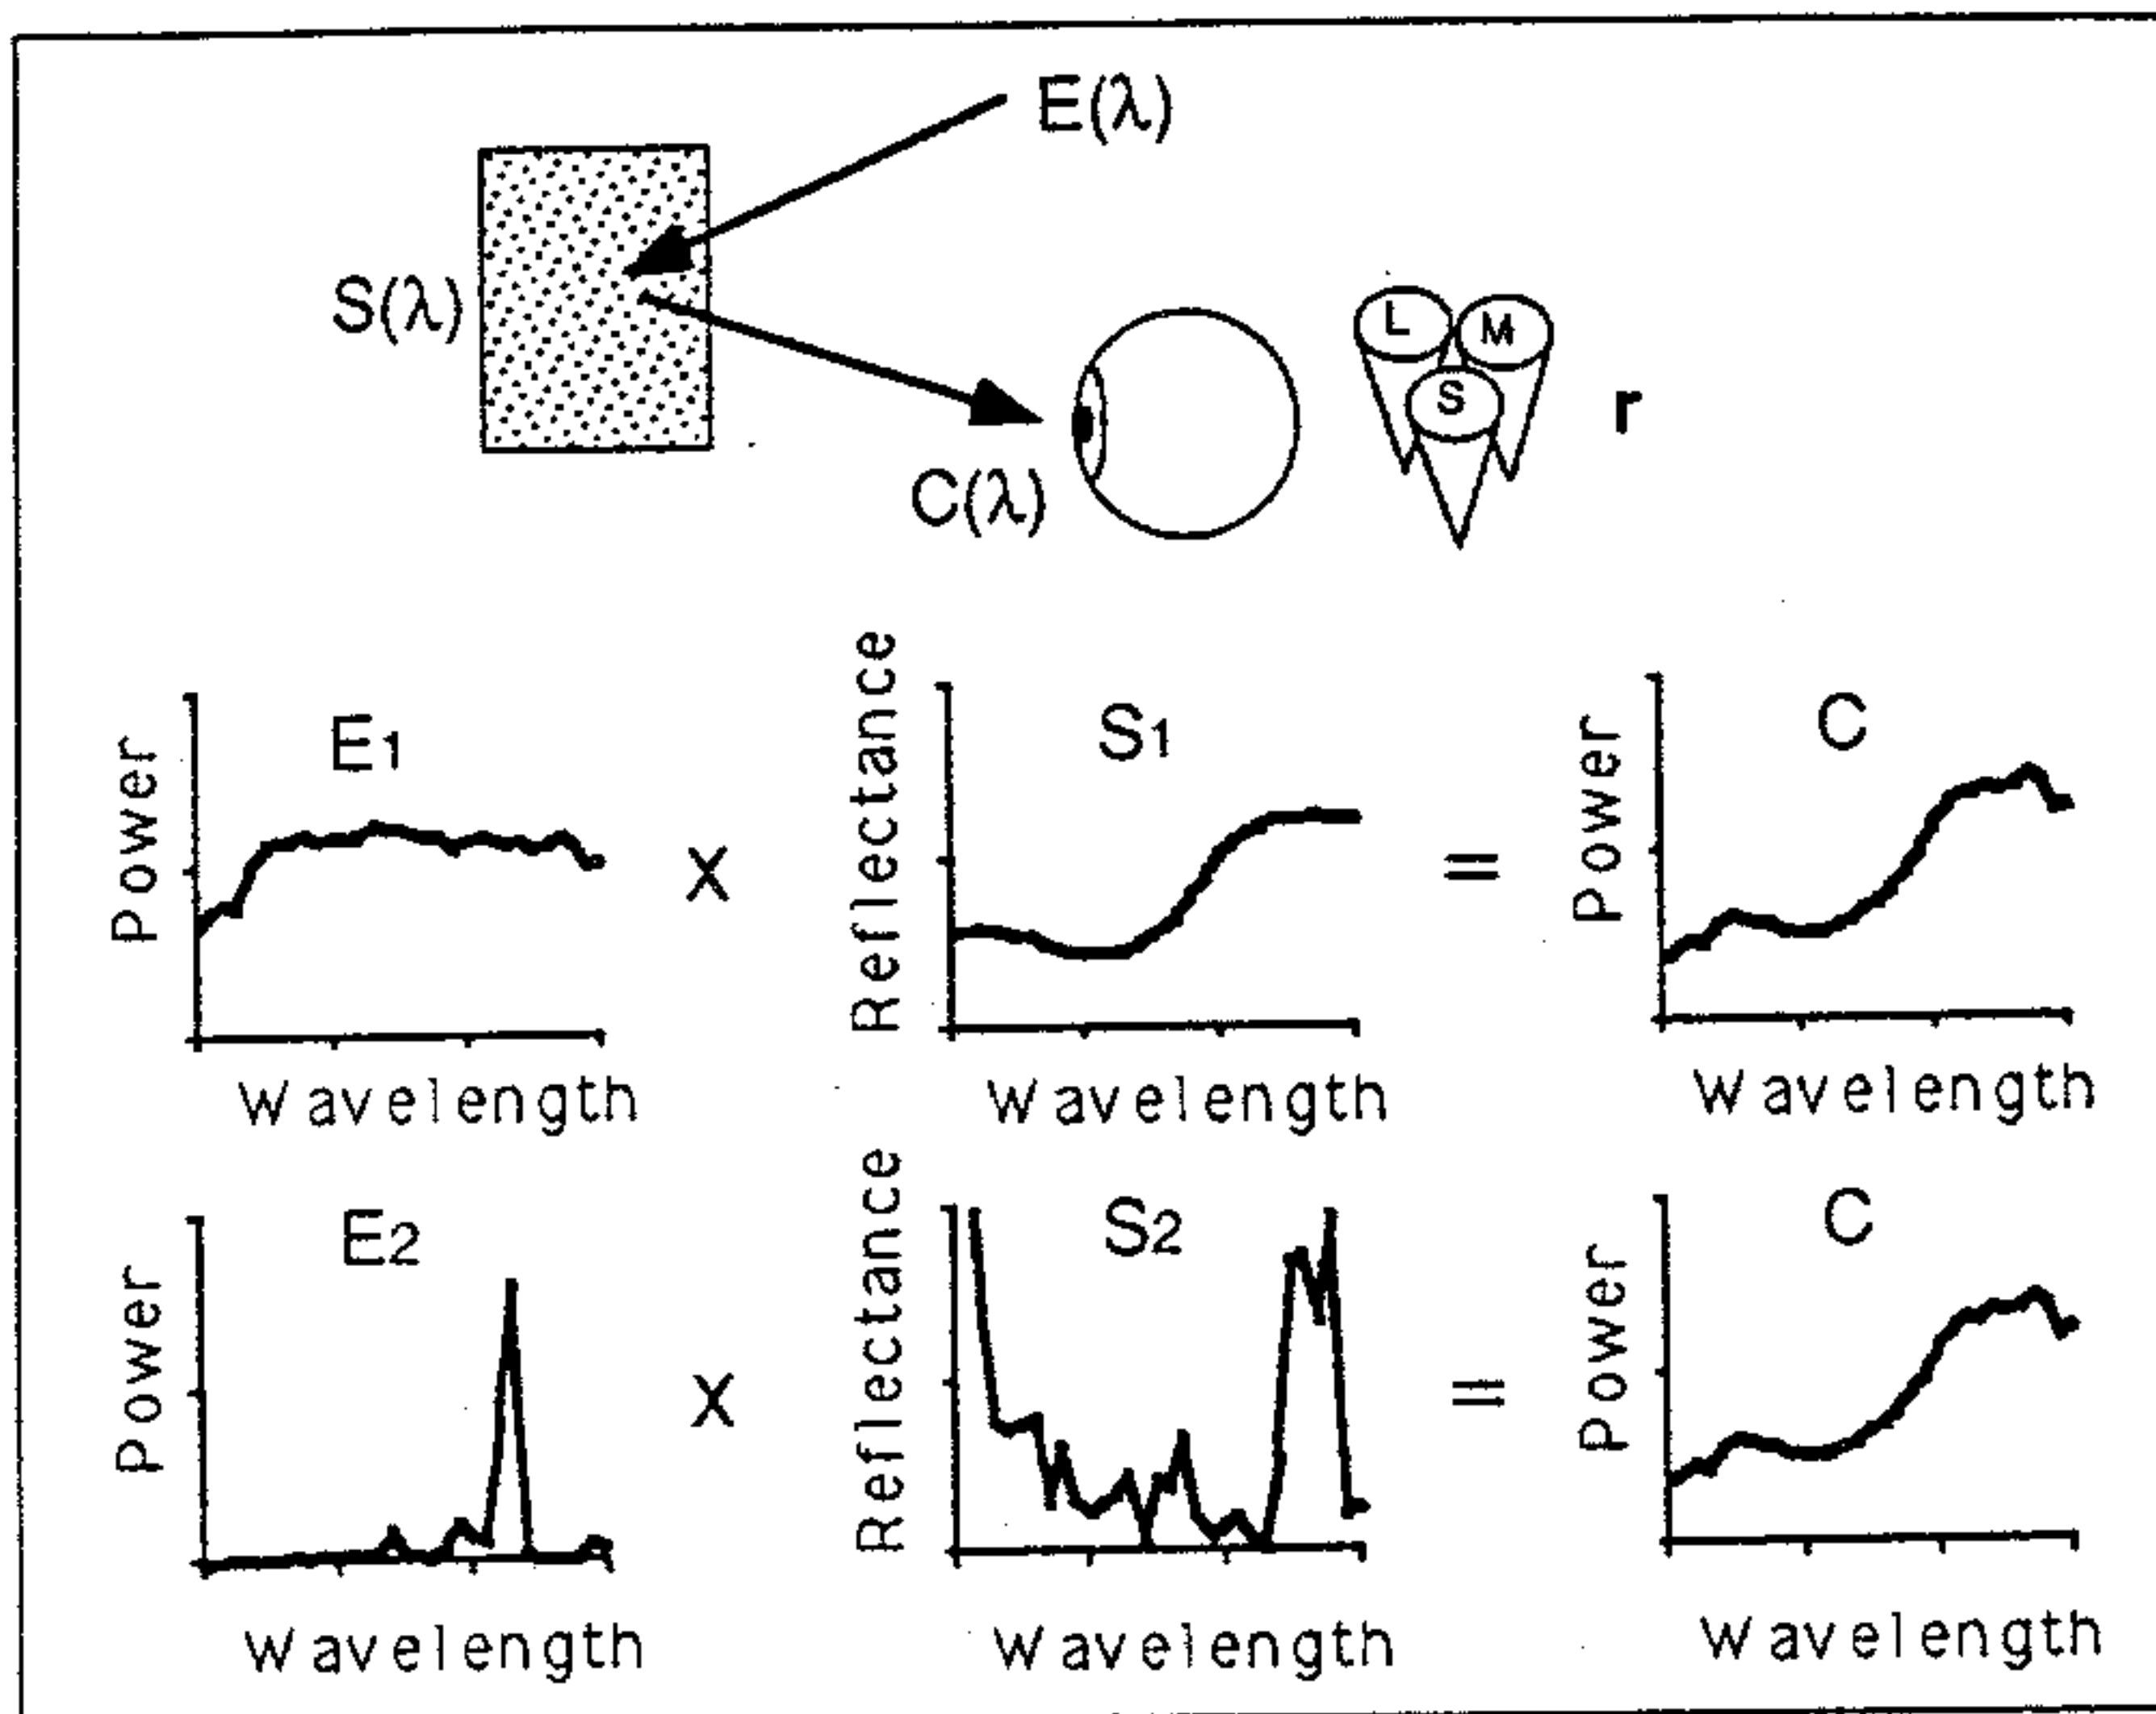 E(λ)
S(λ)
L
M
S
r
C(λ)
Power
E1
Wavelength
X
Reflectance
S1
Wavelength
=
Power
C
Wavelength
Power
E2
Wavelength
X
Reflectance
S2
Wavelength
=
Power
C
Wavelength